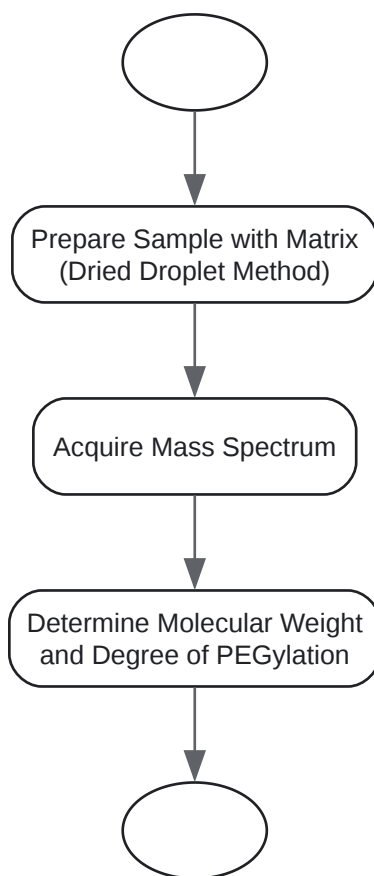 Prepare Sample with Matrix
(Dried Droplet Method)
Acquire Mass Spectrum
Determine Molecular Weight
and Degree of PEGylation